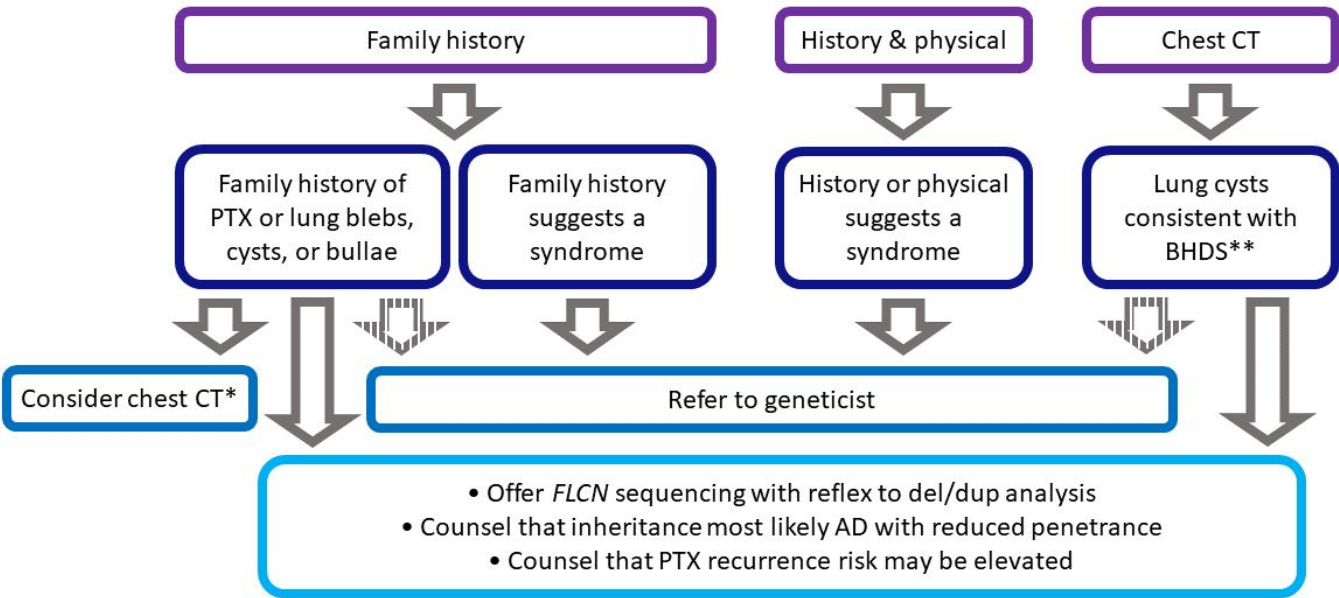 Family history
History & physical
Chest CT
Family history of
PTX or lung blebs,
cysts, or bullae
Family history
suggests a
syndrome
History or physical
suggests a
syndrome
Lung cysts
consistent with
BHDS**
Consider chest CT*
Refer to geneticist
• Offer FLCN sequencing with reflex to del/dup analysis
• Counsel that inheritance most likely AD with reduced penetrance
• Counsel that PTX recurrence risk may be elevated